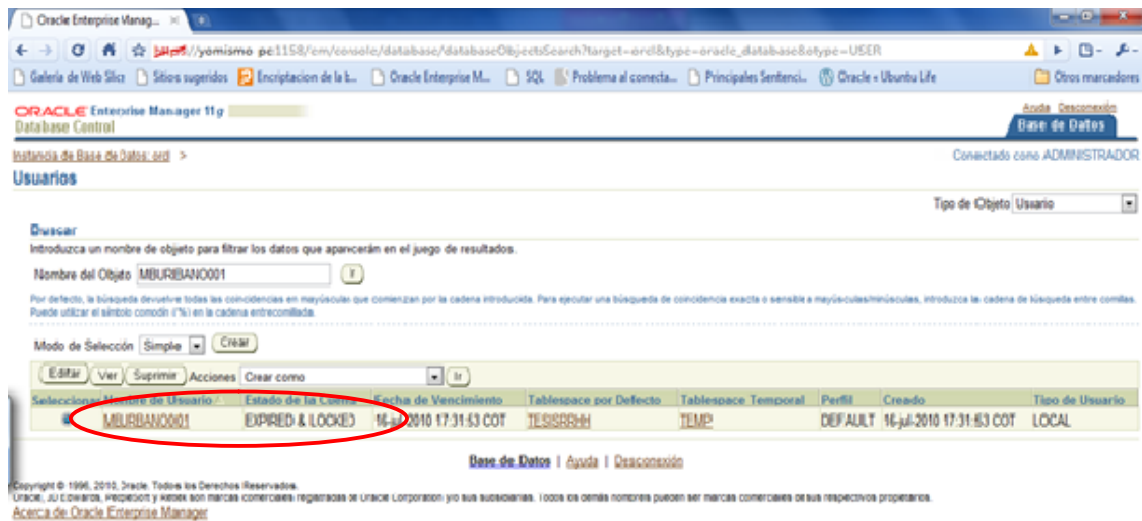 Oracle Enterprise Manag...
https://yomismo-pc1158/em/console/database/databaseObjectsSearch?target=orcl&type=oracle_database&otype=USER
Galería de Web Slice Sitios sugeridos Encriptacion de la b... Oracle Enterprise M... SQL Problema al conecta... Principales Sentenci... Oracle « Ubuntu Life Otros marcadores
ORACLE Enterprise Manager 11g
Database Control
Ayuda Desconexión
Base de Datos
Instancia de Base de Datos: orcl >
Conectado como ADMINISTRADOR
Usuarios
Tipo de Objeto Usuario
Buscar
Introduzca un nombre de objeto para filtrar los datos que aparecerán en el juego de resultados.
Nombre del Objeto MBURBANO001 Ir
Por defecto, la búsqueda devuelve todas las coincidencias en mayúsculas que comienzan por la cadena introducida. Para ejecutar una búsqueda de coincidencia exacta o sensible a mayúsculas/minúsculas, introduzca la cadena de búsqueda entre comillas.
Puede utilizar el símbolo comodín (%) en la cadena entrecomillada.
Modo de Selección Simple Crear
Editar Ver Suprimir Acciones Crear como Ir
Seleccionar Nombre de Usuario Estado de la Cuenta Fecha de Vencimiento Tablespace por Defecto Tablespace Temporal Perfil Creado Tipo de Usuario
MBURBANO001 EXPIRED & LOCKED 16-jul-2010 17:31:53 COT TESISRRHH TEMP DEFAULT 16-jul-2010 17:31:53 COT LOCAL
Base de Datos | Ayuda | Desconexión
Copyright © 1996, 2010, Oracle. Todos los Derechos Reservados.
Oracle, JD Edwards, PeopleSoft y Retek son marcas comerciales registradas de Oracle Corporation y/o sus subsidiarias. Todos los demás nombres pueden ser marcas comerciales de sus respectivos propietarios.
Acerca de Oracle Enterprise Manager